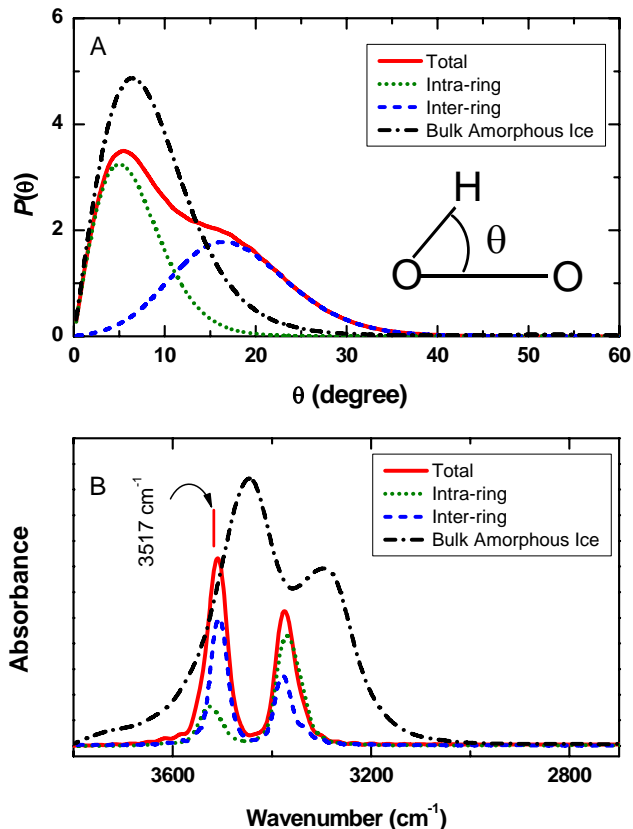 A
Total
Intra-ring
Inter-ring
Bulk Amorphous Ice
P(θ)
6
4
2
0
H
θ
O O
0 10 20 30 40 50 60
θ (degree)
B
3517 cm⁻¹
Total
Intra-ring
Inter-ring
Bulk Amorphous Ice
Absorbance
3600 3200 2800
Wavenumber (cm⁻¹)